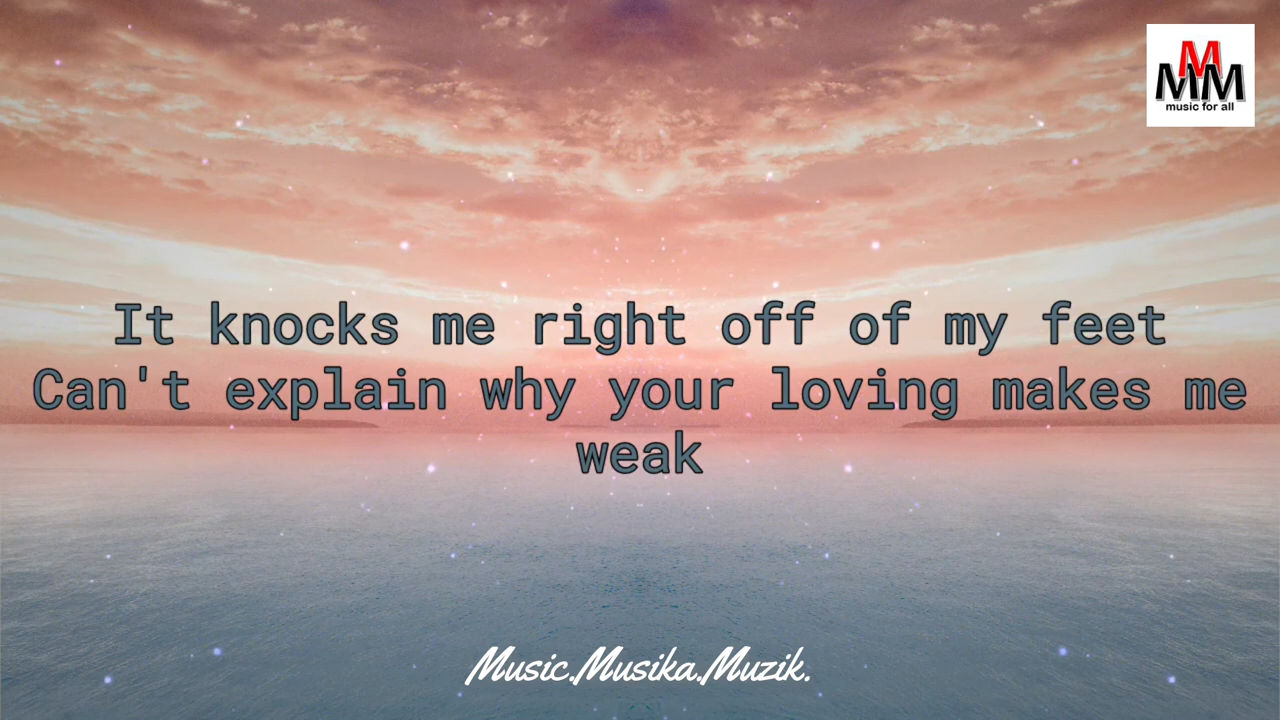 M
MM
music for all
It knocks me right off of my feet
Can't explain why your loving makes me
weak
Music.Musika.Muzik.